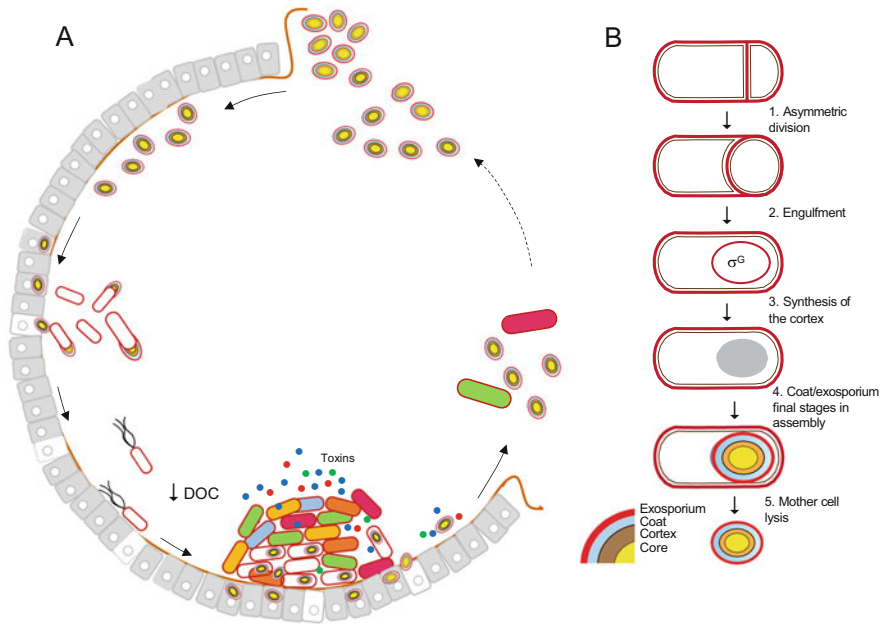 A
B
1. Asymmetric
division
2. Engulfment
σG
3. Synthesis of
the cortex
4. Coat/exosporium
final stages in
assembly
5. Mother cell
lysis
Toxins
↓ DOC
Exosporium
Coat
Cortex
Core